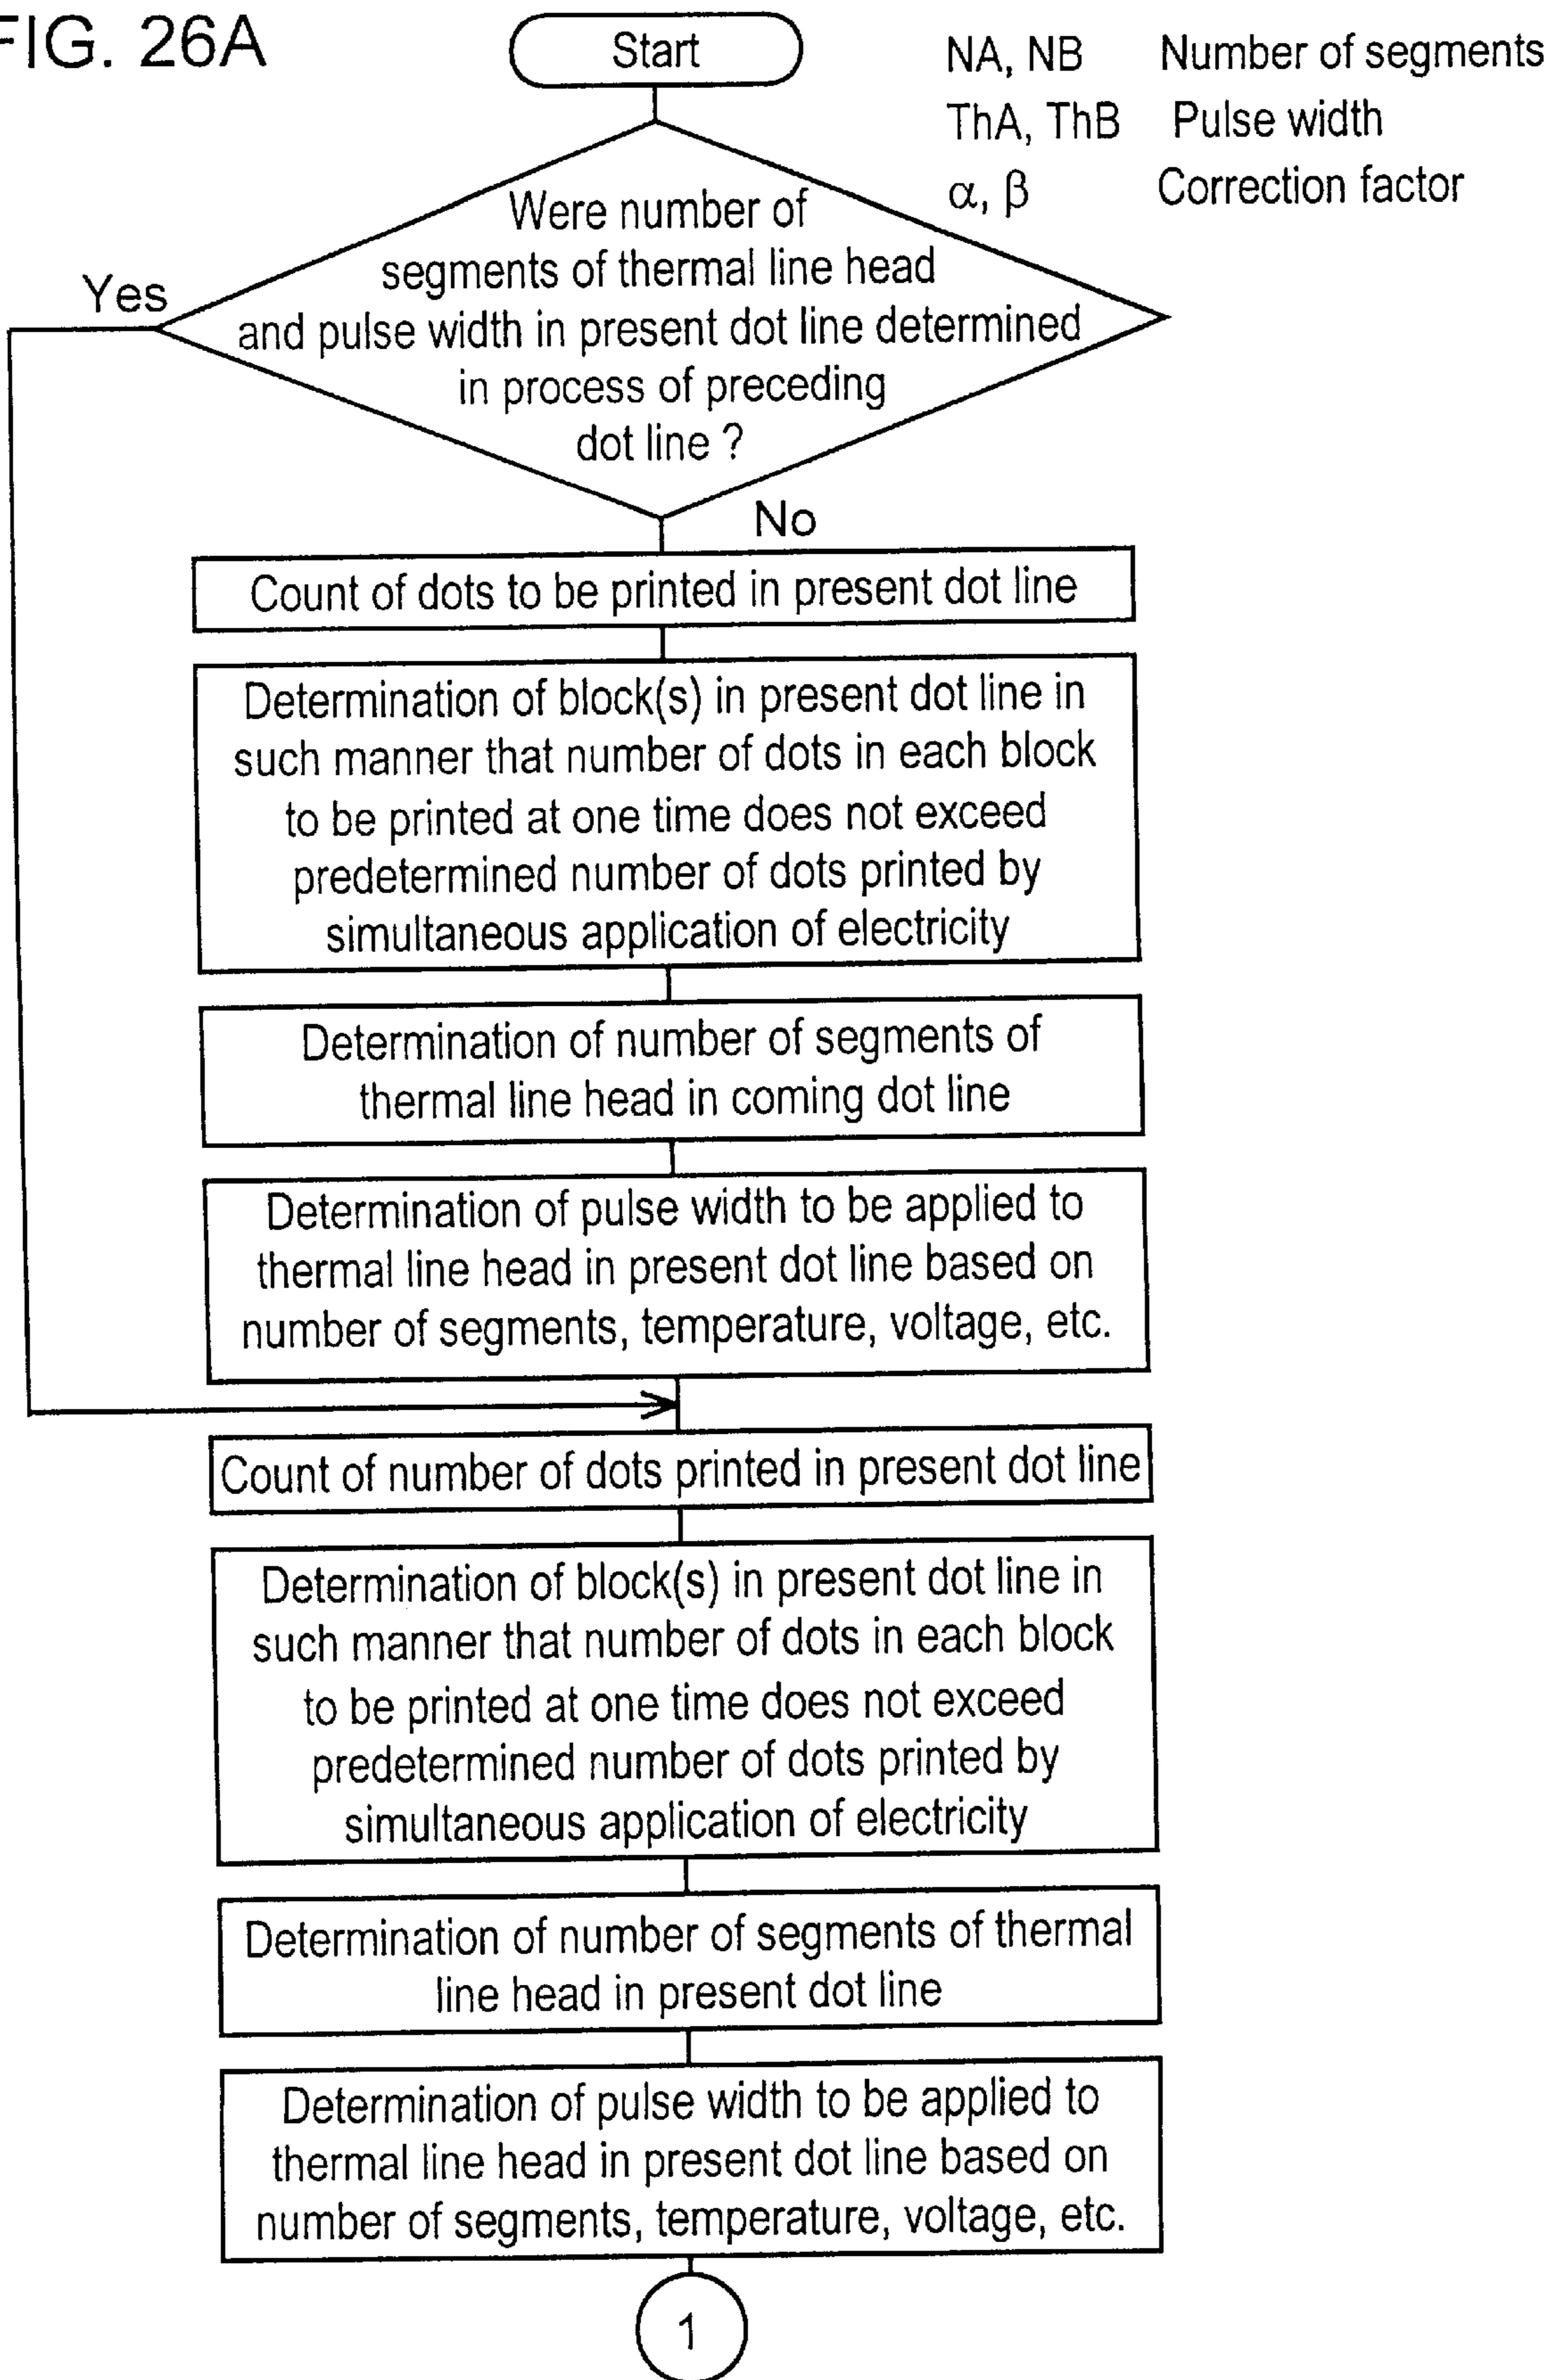 FIG. 26A
Start
NA, NB Number of segments
ThA, ThB Pulse width
α, β Correction factor
Were number of
segments of thermal line head
and pulse width in present dot line determined
in process of preceding
dot line ?
Yes
No
Count of dots to be printed in present dot line
Determination of block(s) in present dot line in
such manner that number of dots in each block
to be printed at one time does not exceed
predetermined number of dots printed by
simultaneous application of electricity
Determination of number of segments of
thermal line head in coming dot line
Determination of pulse width to be applied to
thermal line head in present dot line based on
number of segments, temperature, voltage, etc.
Count of number of dots printed in present dot line
Determination of block(s) in present dot line in
such manner that number of dots in each block
to be printed at one time does not exceed
predetermined number of dots printed by
simultaneous application of electricity
Determination of number of segments of thermal
line head in present dot line
Determination of pulse width to be applied to
thermal line head in present dot line based on
number of segments, temperature, voltage, etc.
1